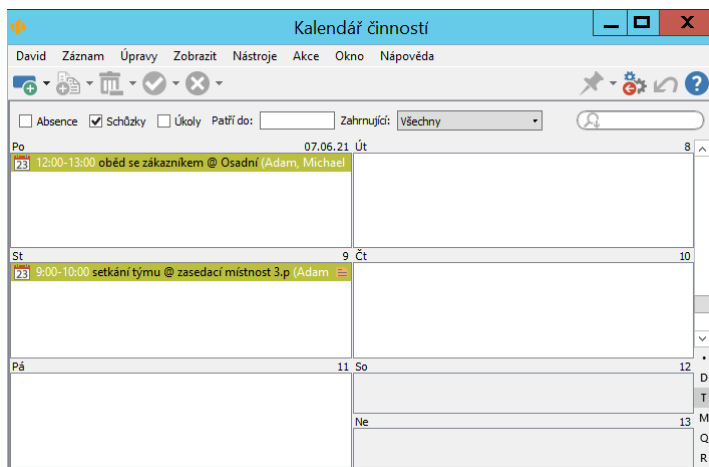 Kalendář činností
David Záznam Úpravy Zobrazit Nástroje Akce Okno Nápověda
Absence Schůzky Úkoly Patří do: Zahrnující: Všechny
Po 07.06.21 Út 8
23 12:00-13:00 oběd se zákazníkem @ Osadní (Adam, Michael
St 9 Čt 10
23 9:00-10:00 setkání týmu @ zasedací místnost 3.p (Adam
Pá 11 So 12
D
T
Ne 13 M
Q
R